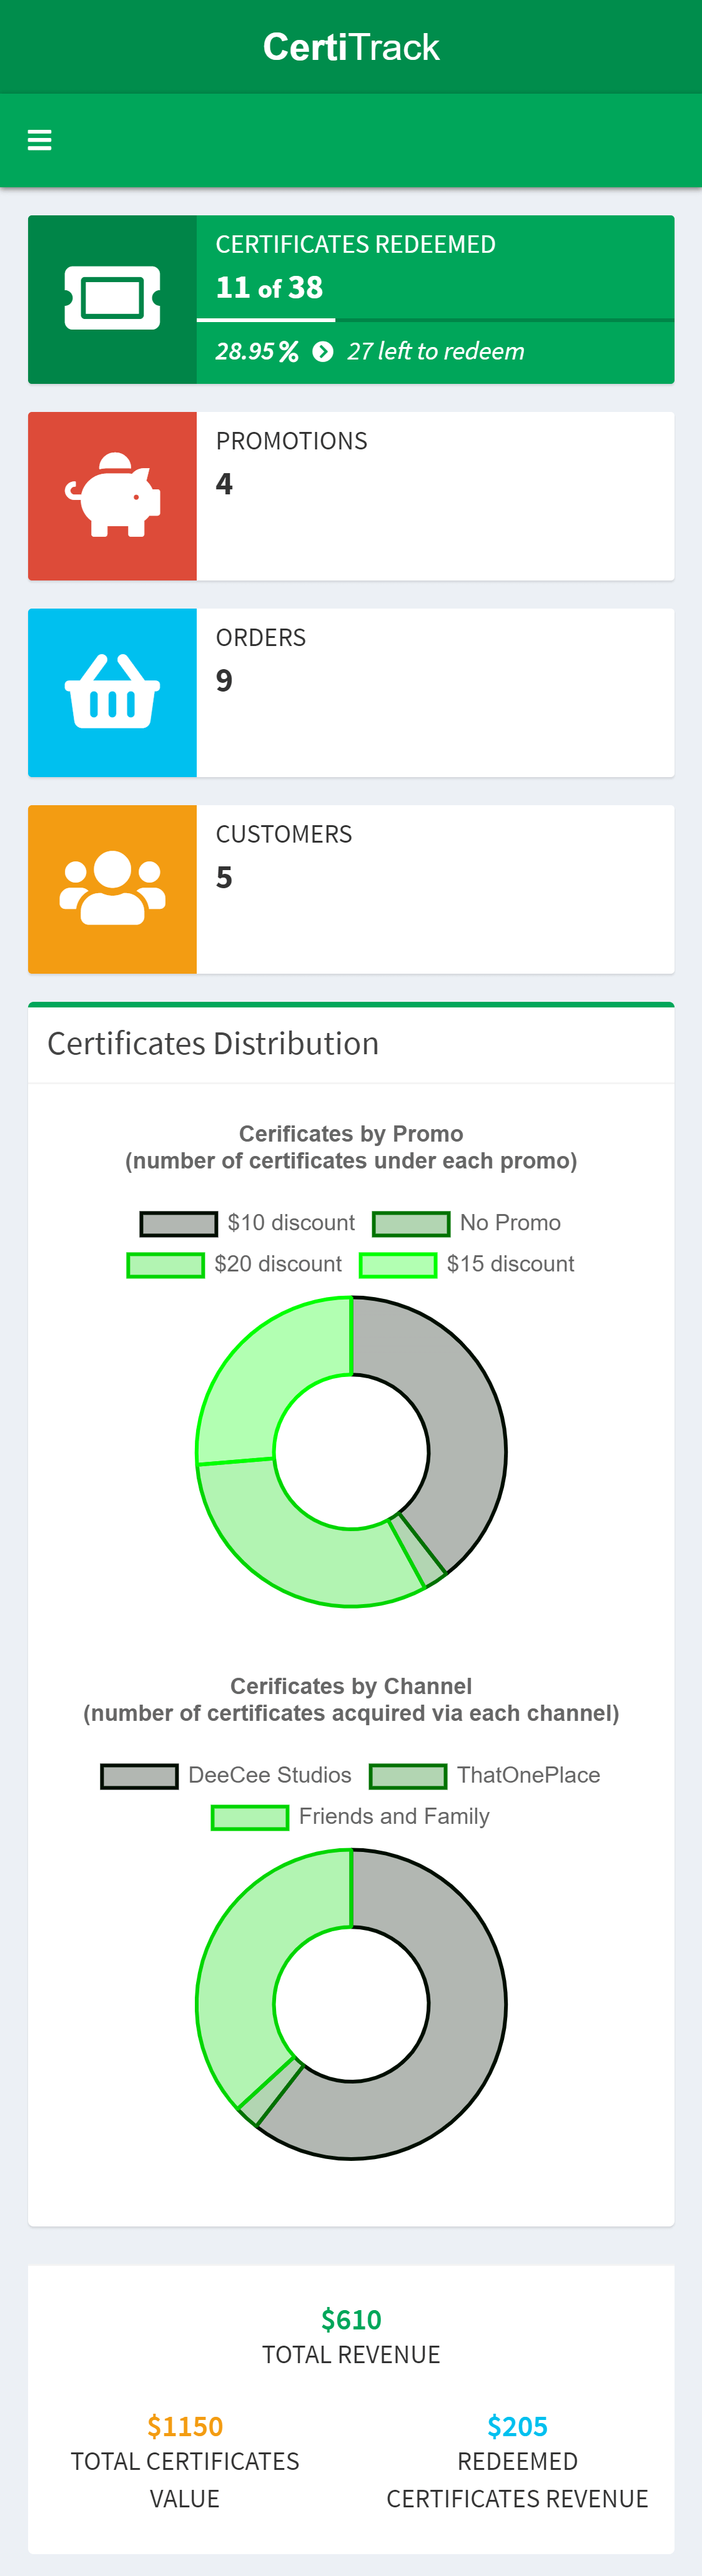 CertiTrack
CERTIFICATES REDEEMED
11 of 38
28.95% 27 left to redeem
PROMOTIONS
4
ORDERS
9
CUSTOMERS
5
Certificates Distribution
Cerificates by Promo
(number of certificates under each promo)
$10 discount No Promo
$20 discount $15 discount
Cerificates by Channel
(number of certificates acquired via each channel)
DeeCee Studios ThatOnePlace
Friends and Family
$610
TOTAL REVENUE
$1150
TOTAL CERTIFICATES
VALUE
$205
REDEEMED
CERTIFICATES REVENUE